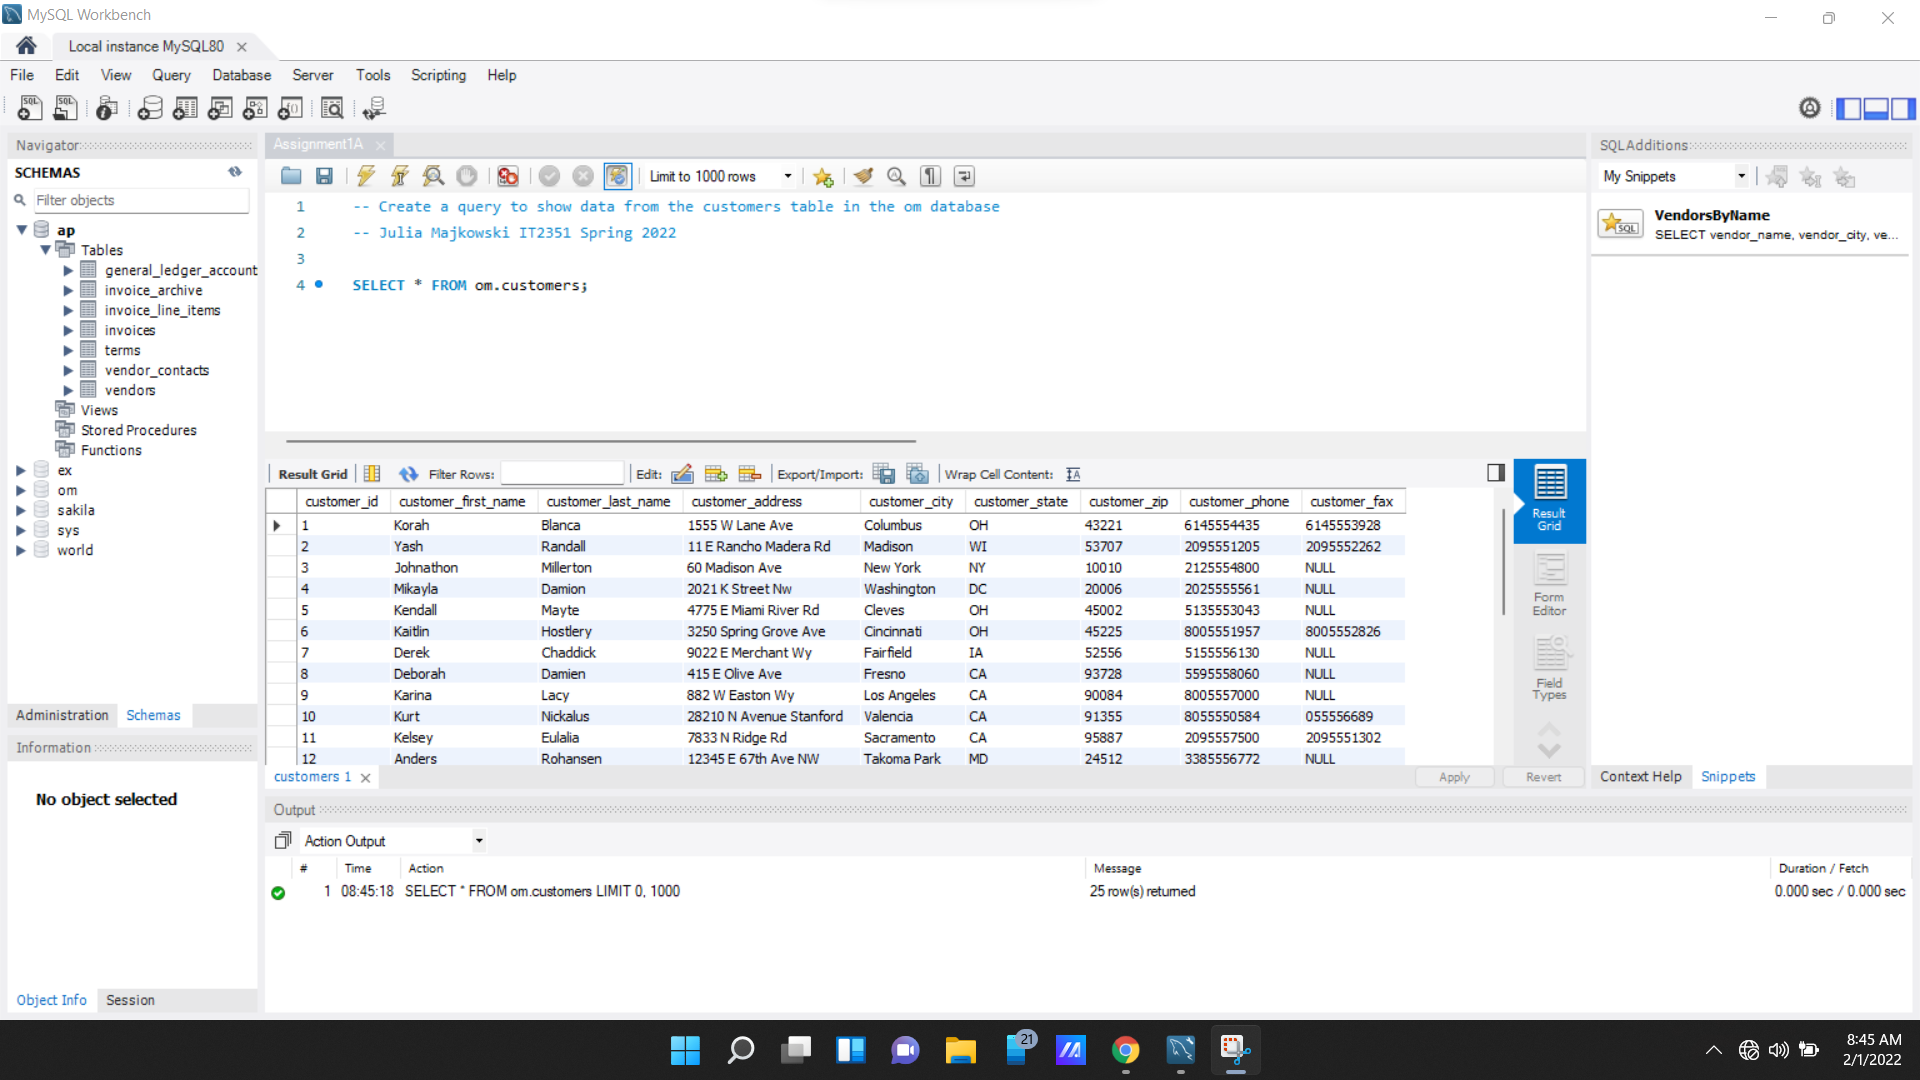 MySQL Workbench
Local instance MySQL80
File Edit View Query Database Server Tools Scripting Help
Navigator
SCHEMAS
Filter objects
ap
Tables
general_ledger_account
invoice_archive
invoice_line_items
invoices
terms
vendor_contacts
vendors
Views
Stored Procedures
Functions
ex
om
sakila
sys
world
Administration Schemas
Information
No object selected
Object Info Session
Assignment1A
Limit to 1000 rows
1 -- Create a query to show data from the customers table in the om database
2 -- Julia Majkowski IT2351 Spring 2022
3
4 SELECT * FROM om.customers;
Result Grid Filter Rows: Edit: Export/Import: Wrap Cell Content:
customer_id customer_first_name customer_last_name customer_address customer_city customer_state customer_zip customer_phone customer_fax
1 Korah Blanca 1555 W Lane Ave Columbus OH 43221 6145554435 6145553928
2 Yash Randall 11 E Rancho Madera Rd Madison WI 53707 2095551205 2095552262
3 Johnathon Millerton 60 Madison Ave New York NY 10010 2125554800 NULL
4 Mikayla Damion 2021 K Street Nw Washington DC 20006 2025555561 NULL
5 Kendall Mayte 4775 E Miami River Rd Cleves OH 45002 5135553043 NULL
6 Kaitlin Hostlery 3250 Spring Grove Ave Cincinnati OH 45225 8005551957 8005552826
7 Derek Chaddick 9022 E Merchant Wy Fairfield IA 52556 5155556130 NULL
8 Deborah Damien 415 E Olive Ave Fresno CA 93728 5595558060 NULL
9 Karina Lacy 882 W Easton Wy Los Angeles CA 90084 8005557000 NULL
10 Kurt Nickalus 28210 N Avenue Stanford Valencia CA 91355 8055550584 055556689
11 Kelsey Eulalia 7833 N Ridge Rd Sacramento CA 95887 2095557500 2095551302
12 Anders Rohansen 12345 E 67th Ave NW Takoma Park MD 24512 3385556772 NULL
Result Grid
Form Editor
Field Types
customers 1
Apply Revert
Output
Action Output
# Time Action Message Duration / Fetch
1 08:45:18 SELECT * FROM om.customers LIMIT 0, 1000 25 row(s) returned 0.000 sec / 0.000 sec
SQLAdditions
My Snippets
SQL
VendorsByName
SELECT vendor_name, vendor_city, ve...
Context Help Snippets
21
8:45 AM
2/1/2022